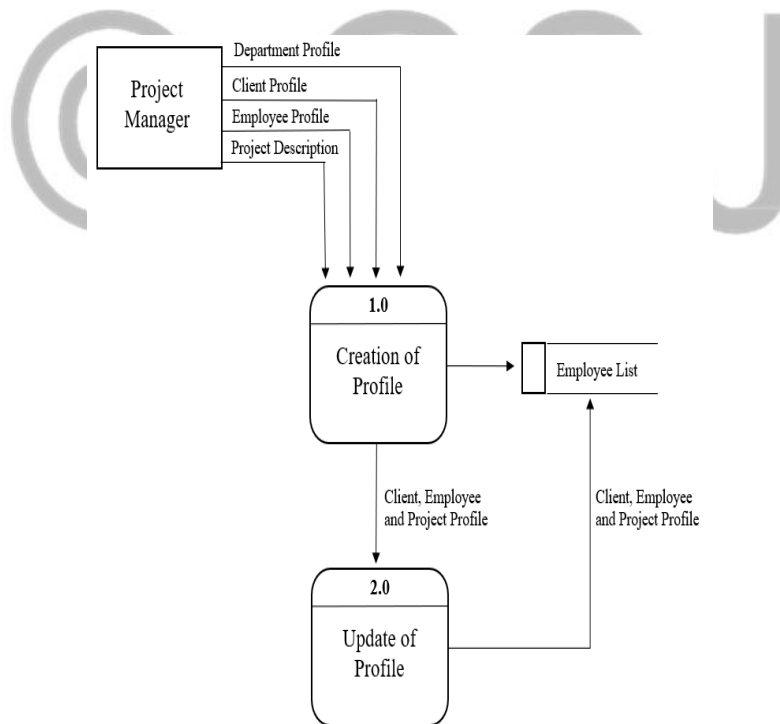 Department Profile
Client Profile
Employee Profile
Project Description
Project
Manager
1.0
Creation of
Profile
Employee List
Client, Employee
and Project Profile
Client, Employee
and Project Profile
2.0
Update of
Profile